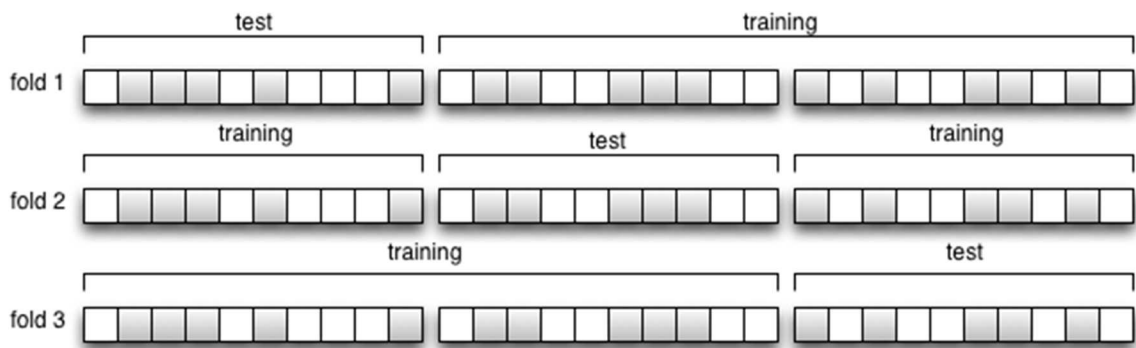 test training
fold 1
training test training
fold 2
training test
fold 3